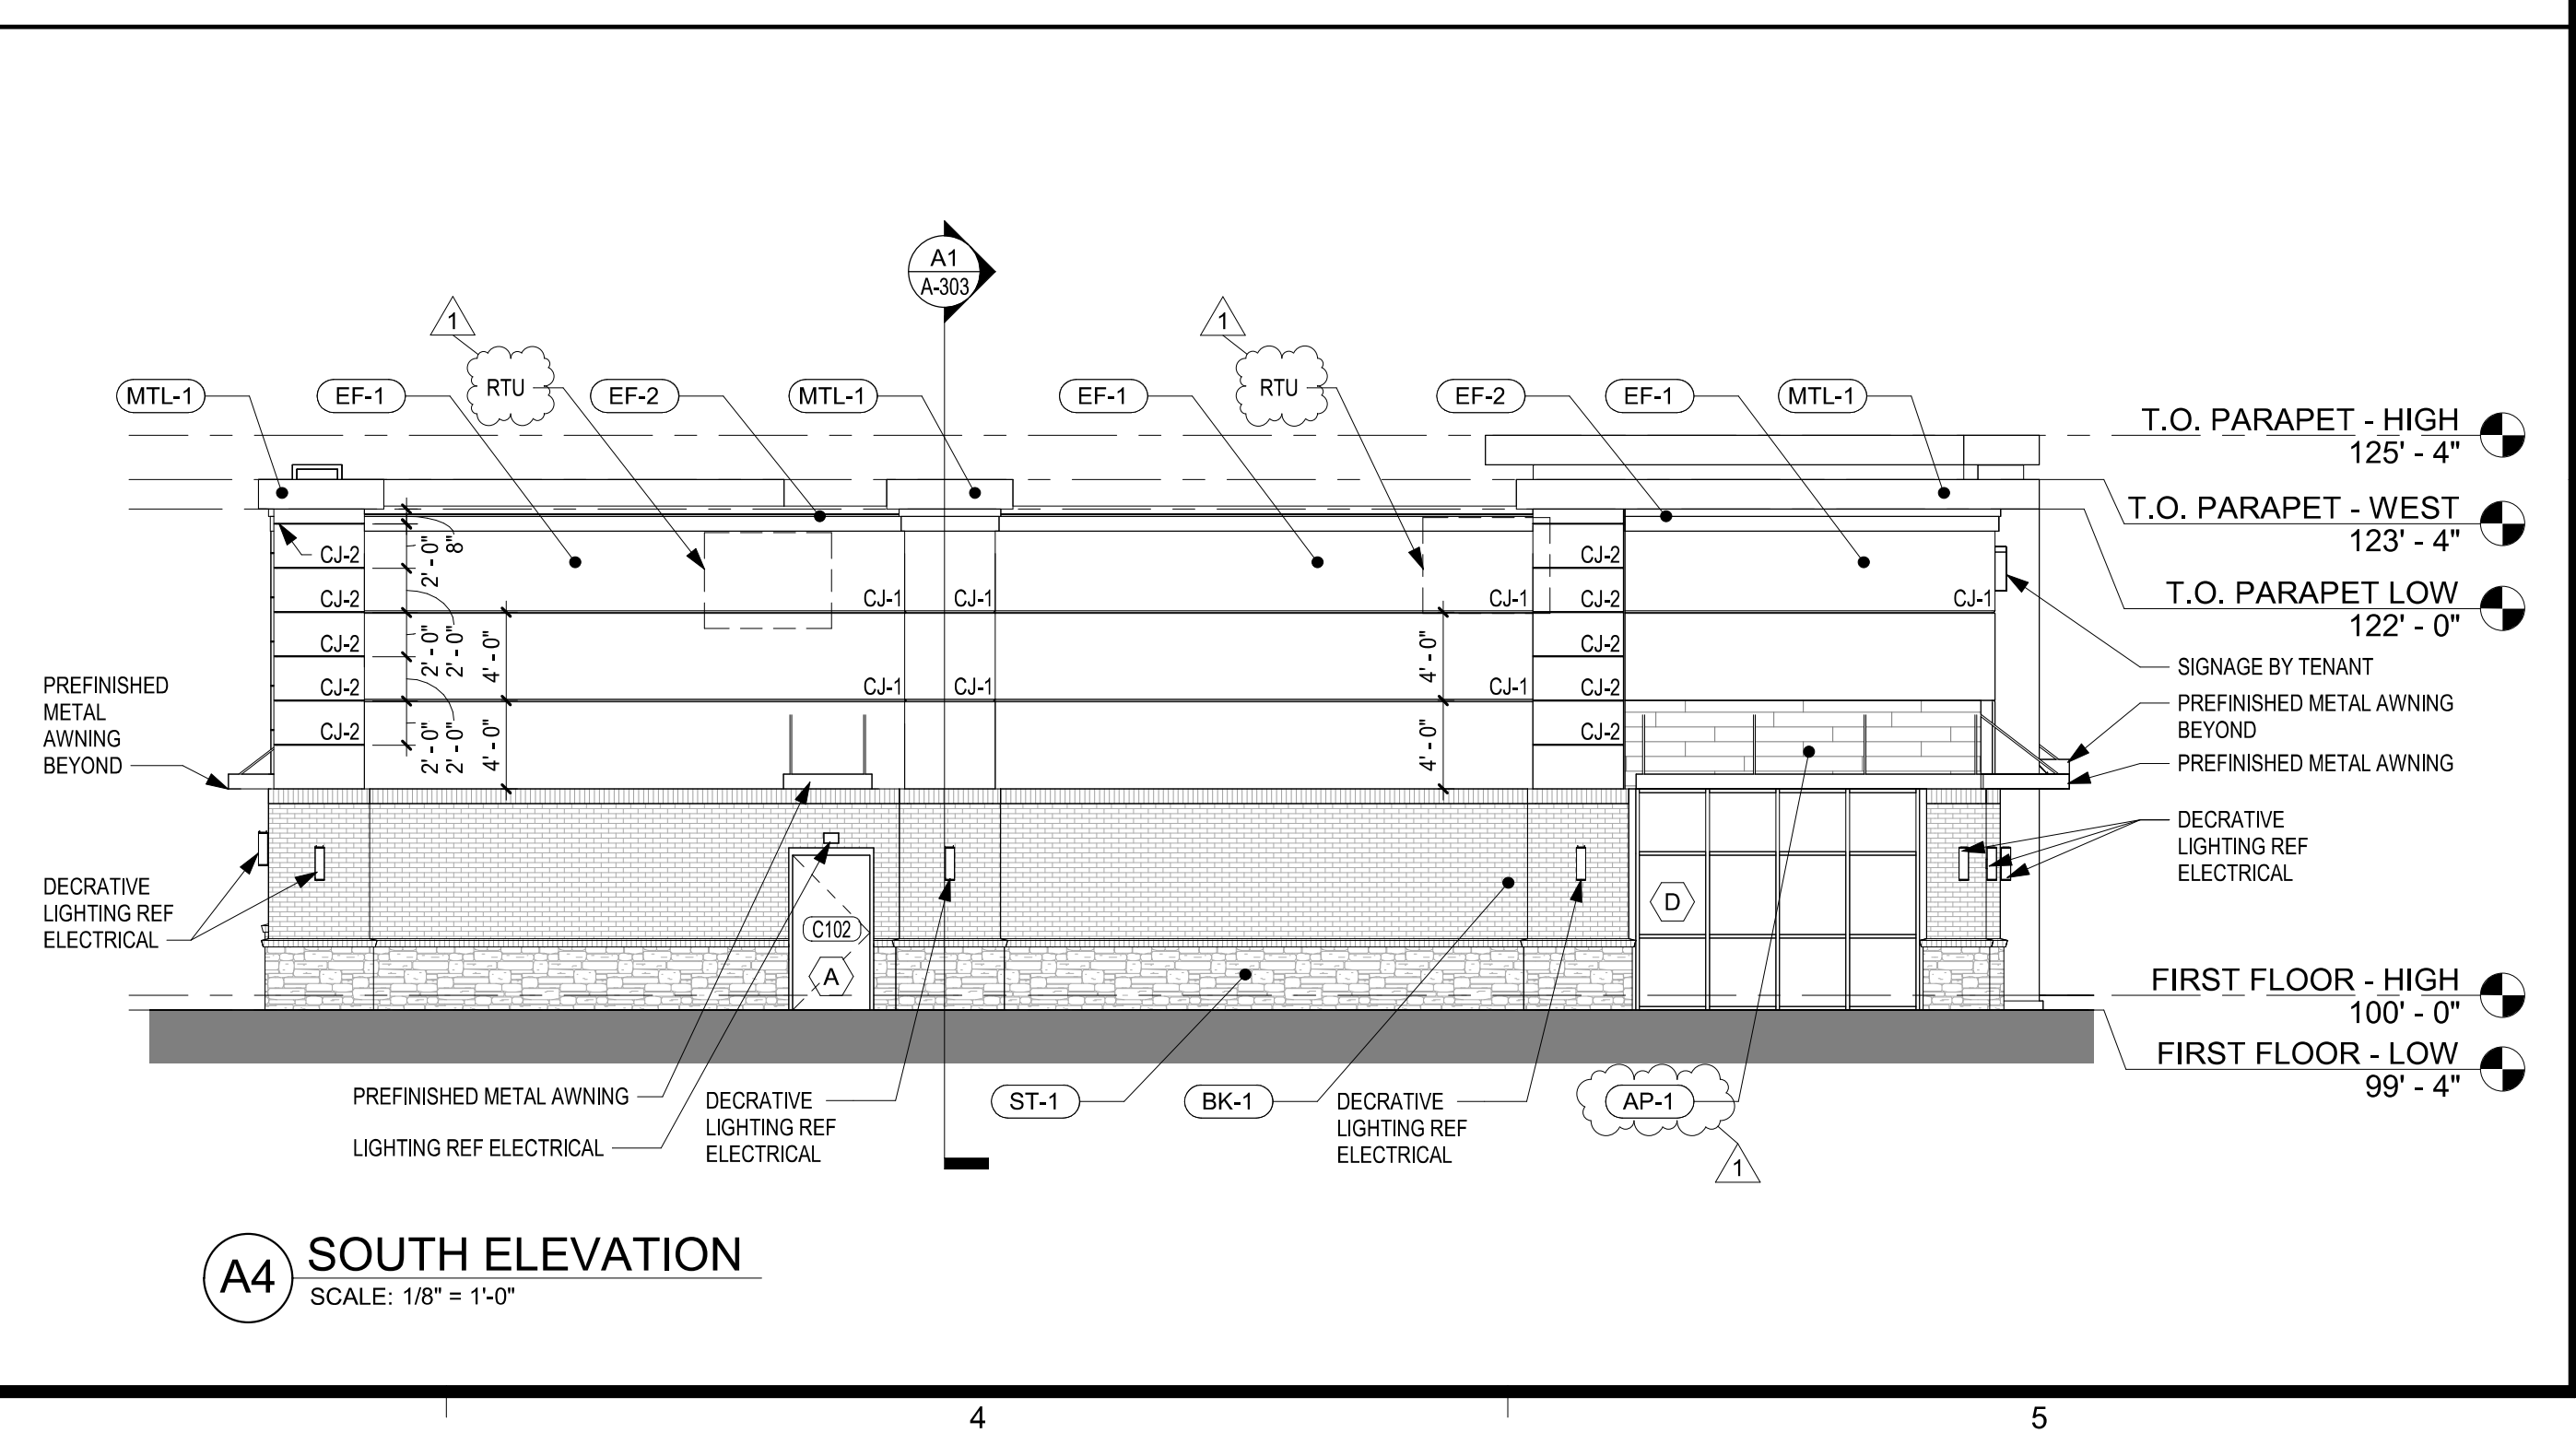 A1
A-303
1
1
RTU
RTU
MTL-1
EF-1
EF-2
MTL-1
EF-1
EF-2
EF-1
MTL-1
T.O. PARAPET - HIGH
125' - 4"
T.O. PARAPET - WEST
123' - 4"
T.O. PARAPET LOW
122' - 0"
CJ-2
CJ-2
CJ-2
CJ-2
CJ-2
8"
2' - 0"
2' - 0"
2' - 0"
2' - 0"
2' - 0"
4' - 0"
4' - 0"
CJ-1
CJ-1
CJ-1
CJ-1
CJ-1
CJ-1
4' - 0"
4' - 0"
CJ-2
CJ-2
CJ-2
CJ-2
CJ-2
CJ-1
PREFINISHED
METAL
AWNING
BEYOND
SIGNAGE BY TENANT
PREFINISHED METAL AWNING
BEYOND
PREFINISHED METAL AWNING
DECRATIVE
LIGHTING REF
ELECTRICAL
DECRATIVE
LIGHTING REF
ELECTRICAL
C102
A
D
FIRST FLOOR - HIGH
100' - 0"
FIRST FLOOR - LOW
99' - 4"
PREFINISHED METAL AWNING
LIGHTING REF ELECTRICAL
DECRATIVE
LIGHTING REF
ELECTRICAL
ST-1
BK-1
DECRATIVE
LIGHTING REF
ELECTRICAL
AP-1
1
A4
SOUTH ELEVATION
SCALE: 1/8" = 1'-0"
4
5